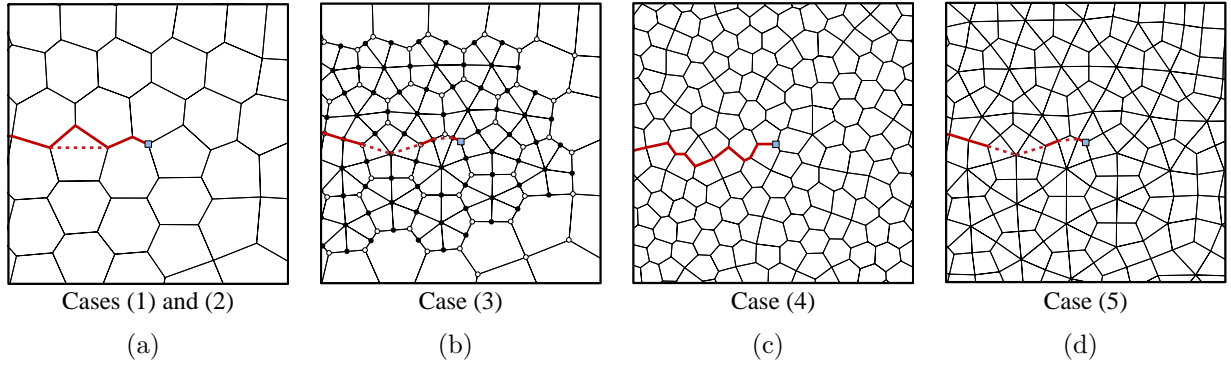 Cases (1) and (2) Case (3) Case (4) Case (5)
(a) (b) (c) (d)